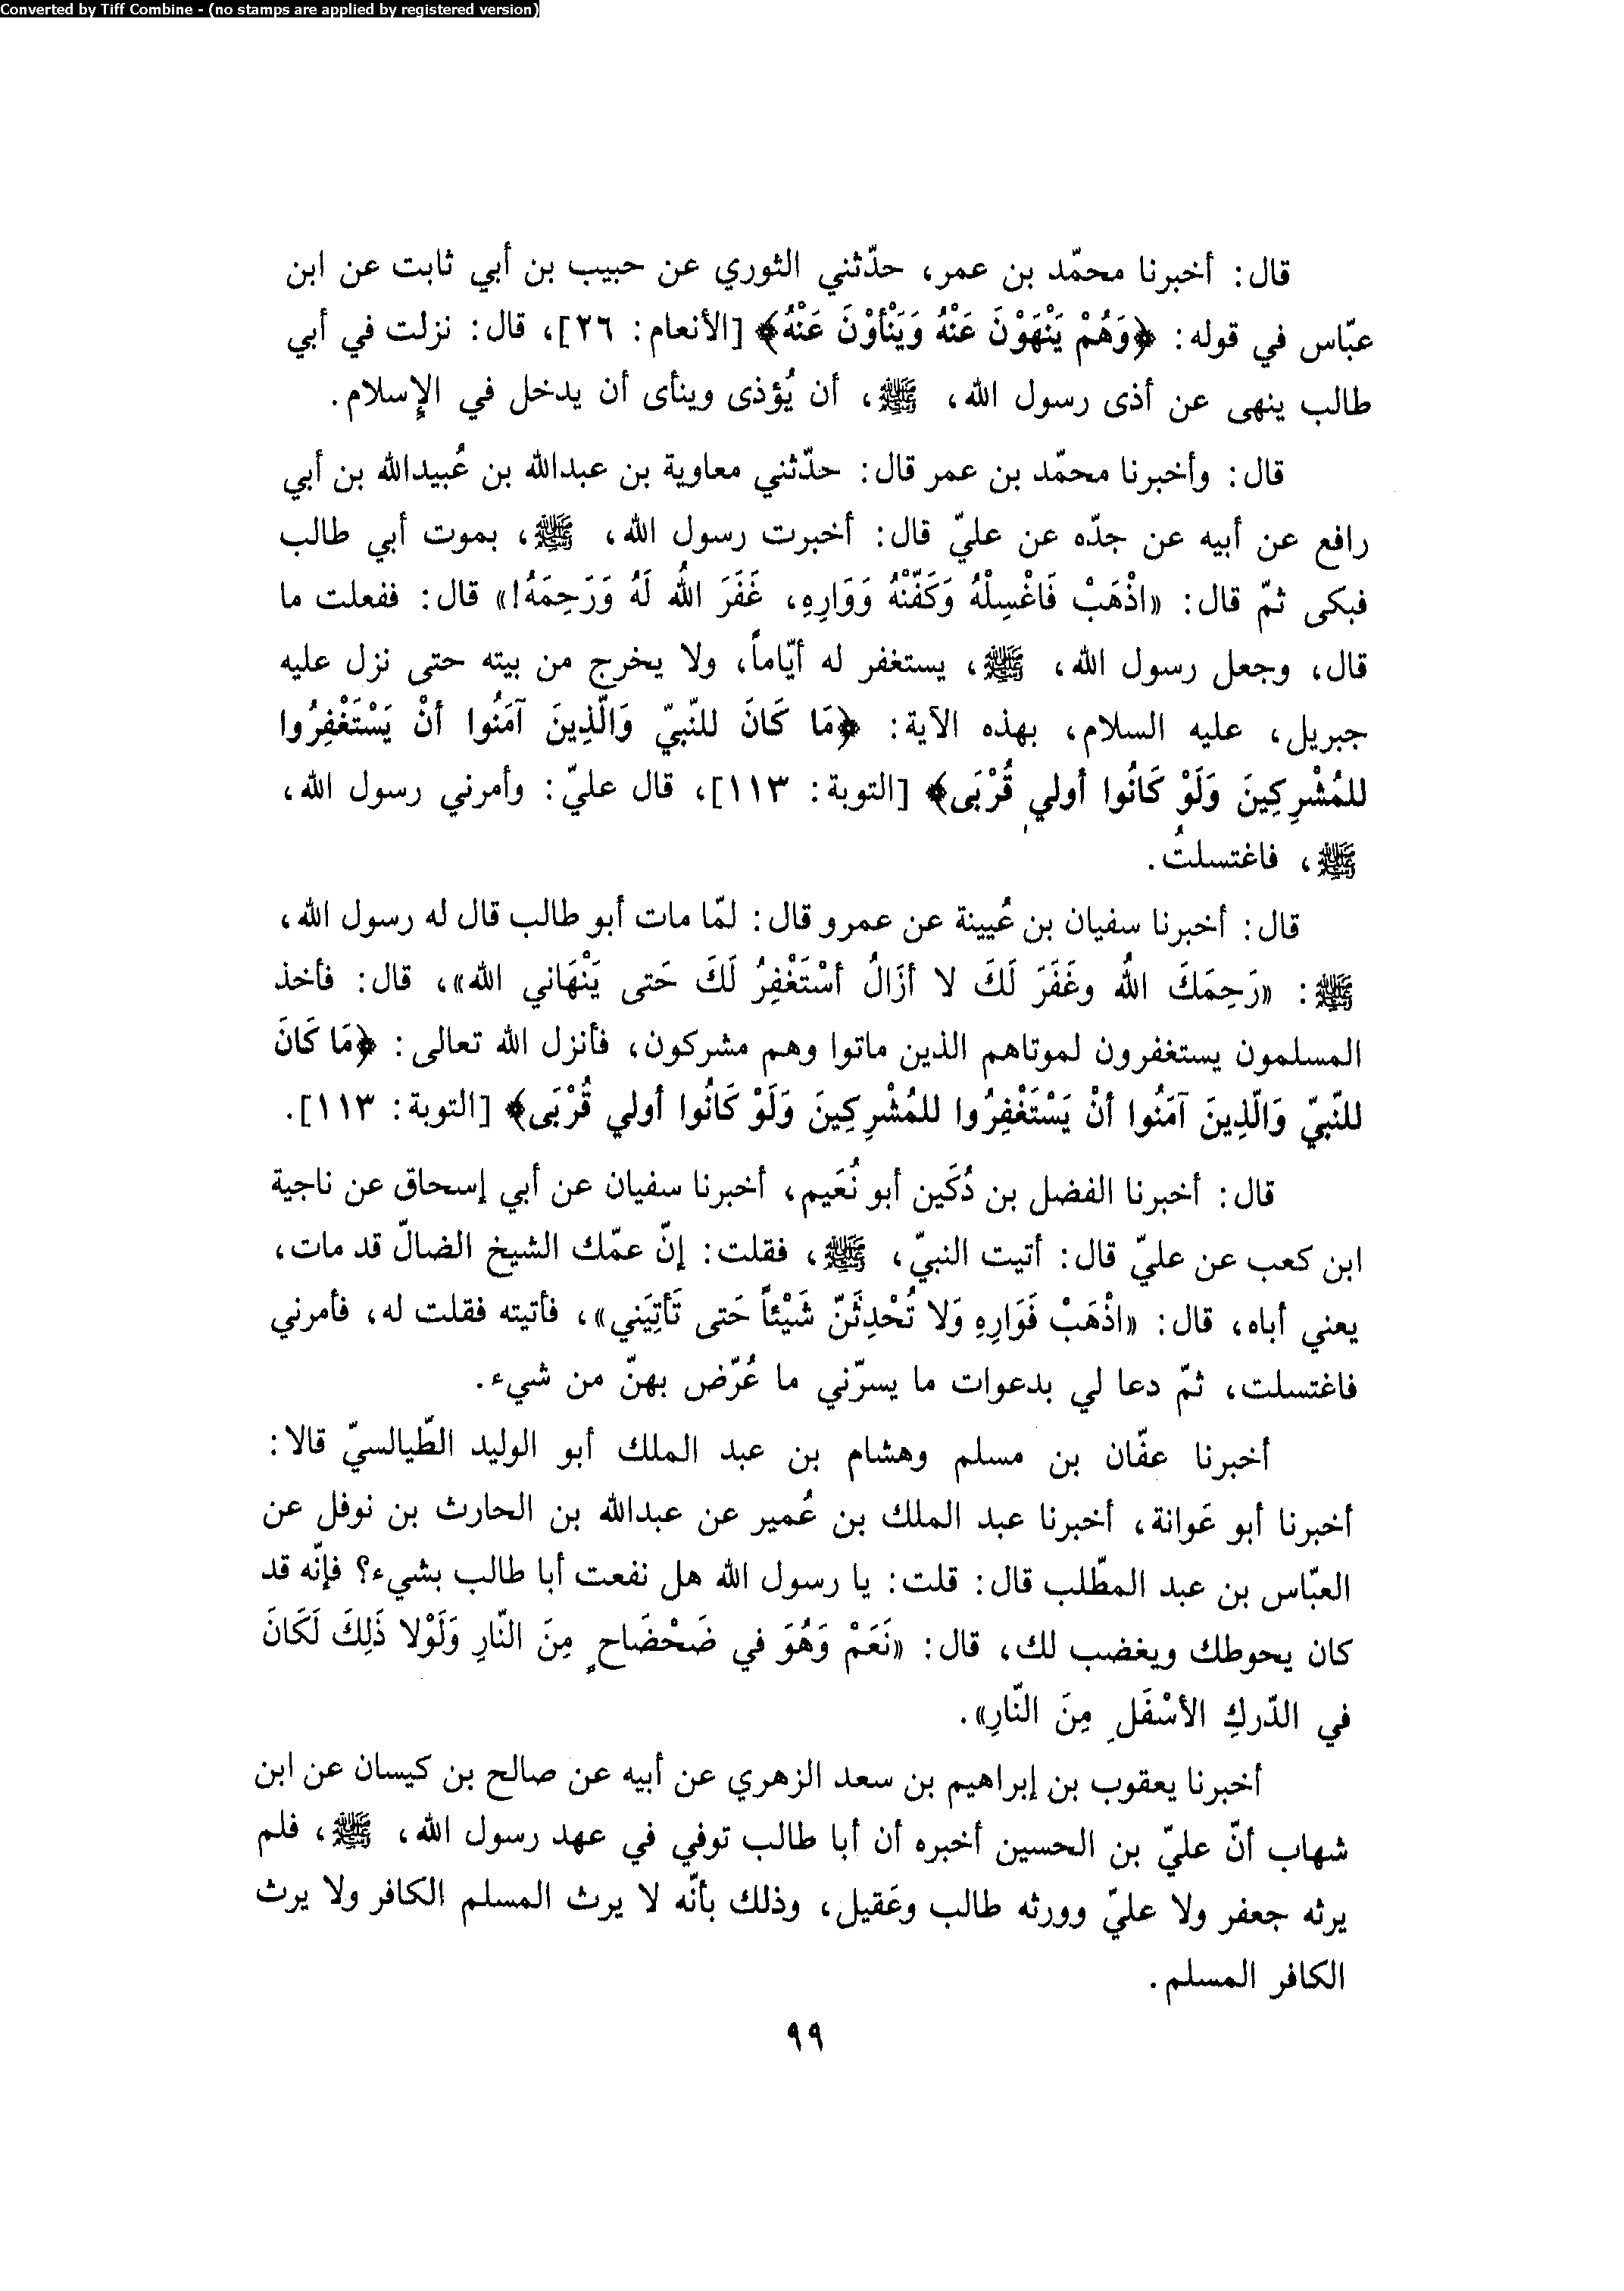 Converted by Tiff Combine - (no stamps are applied by registered version)
قال: أخبرنا محمّد بن عمر، حدّثني الثوري عن حبيب بن أبي ثابت عن ابن
عبّاس في قوله: ﴿وَهُمْ يَنْهَوْنَ عَنْهُ وَيَنْأَوْنَ عَنْهُ﴾ [الأنعام: ٢٦]، قال: نزلت في أبي
طالب ينهى عن أذى رسول الله، ﷺ، أن يُؤذى وينأى أن يدخل في الإسلام.
قال: وأخبرنا محمّد بن عمر قال: حدّثني معاوية بن عبدالله بن عُبيدالله بن أبي
رافع عن أبيه عن جدّه عن عليّ قال: أخبرت رسول الله، ﷺ، بموت أبي طالب
فبكى ثمّ قال: «اذْهَبْ فَاغْسِلْهُ وَكَفّنْهُ وَوَارِهِ، غَفَرَ اللهُ لَهُ وَرَحِمَهُ!» قال: ففعلت ما
قال، وجعل رسول الله، ﷺ، يستغفر له أيّاماً، ولا يخرج من بيته حتى نزل عليه
جبريل، عليه السلام، بهذه الآية: ﴿مَا كَانَ للنّبيّ وَالّذِينَ آمَنُوا أنْ يَسْتَغْفِرُوا
للمُشْرِكِينَ وَلَوْ كَانُوا أولي قُرْبَى﴾ [التوبة: ١١٣]، قال عليّ: وأمرني رسول الله،
ﷺ، فاغتسلتُ.
قال: أخبرنا سفيان بن عُيينة عن عمرو قال: لمّا مات أبو طالب قال له رسول الله،
ﷺ: «رَحِمَكَ اللهُ وغَفَرَ لَكَ لا أزَالُ أسْتَغْفِرُ لَكَ حَتى يَنْهَاني الله»، قال: فأخذ
المسلمون يستغفرون لموتاهم الذين ماتوا وهم مشركون، فأنزل الله تعالى: ﴿مَا كَانَ
للنّبيّ وَالّذِينَ آمَنُوا أنْ يَسْتَغْفِرُوا للمُشْرِكِينَ وَلَوْ كَانُوا أولي قُرْبَى﴾ [التوبة: ١١٣].
قال: أخبرنا الفضل بن دُكَين أبو نُعَيم، أخبرنا سفيان عن أبي إسحاق عن ناجية
ابن كعب عن عليّ قال: أتيت النبيّ، ﷺ، فقلت: إنّ عمّك الشيخ الضالّ قد مات،
يعني أباه، قال: «اذْهَبْ فَوَارِهِ وَلا تُحْدِثَنّ شَيْئاً حَتى تَأتِيَني»، فأتيته فقلت له، فأمرني
فاغتسلت، ثمّ دعا لي بدعوات ما يسرّني ما عُرّض بهنّ من شيء.
أخبرنا عفّان بن مسلم وهشام بن عبد الملك أبو الوليد الطّيالسيّ قالا:
أخبرنا أبو عَوانة، أخبرنا عبد الملك بن عُمير عن عبدالله بن الحارث بن نوفل عن
العبّاس بن عبد المطّلب قال: قلت: يا رسول الله هل نفعت أبا طالب بشيء؟ فإنّه قد
كان يحوطك ويغضب لك، قال: «نَعَمْ وَهُوَ في ضَحْضَاحٍ مِنَ النّارِ وَلَوْلا ذَلِكَ لَكَانَ
في الدّركِ الأسْفَلِ مِنَ النّارِ».
أخبرنا يعقوب بن إبراهيم بن سعد الزهري عن أبيه عن صالح بن كيسان عن ابن
شهاب أنّ عليّ بن الحسين أخبره أن أبا طالب توفي في عهد رسول الله، ﷺ، فلم
يرثه جعفر ولا عليّ وورثه طالب وعَقيل، وذلك بأنّه لا يرث المسلم الكافر ولا يرث
الكافر المسلم.
٩٩